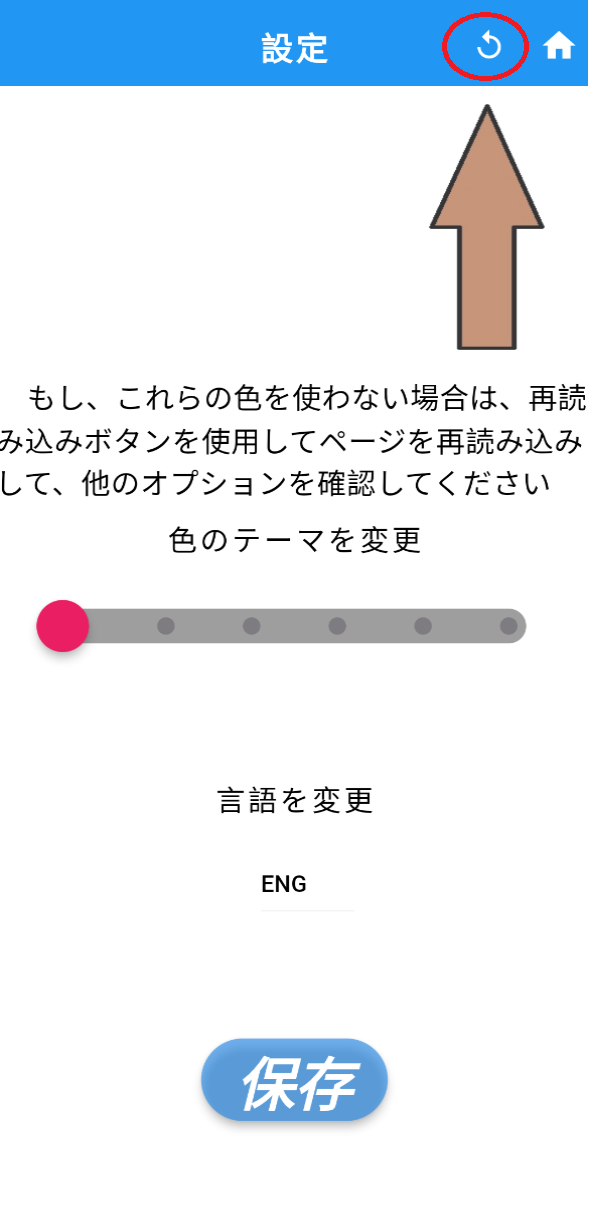 設定
もし、これらの色を使わない場合は、再読
み込みボタンを使用してページを再読み込み
して、他のオプションを確認してください
色のテーマを変更
言語を変更
ENG
保存